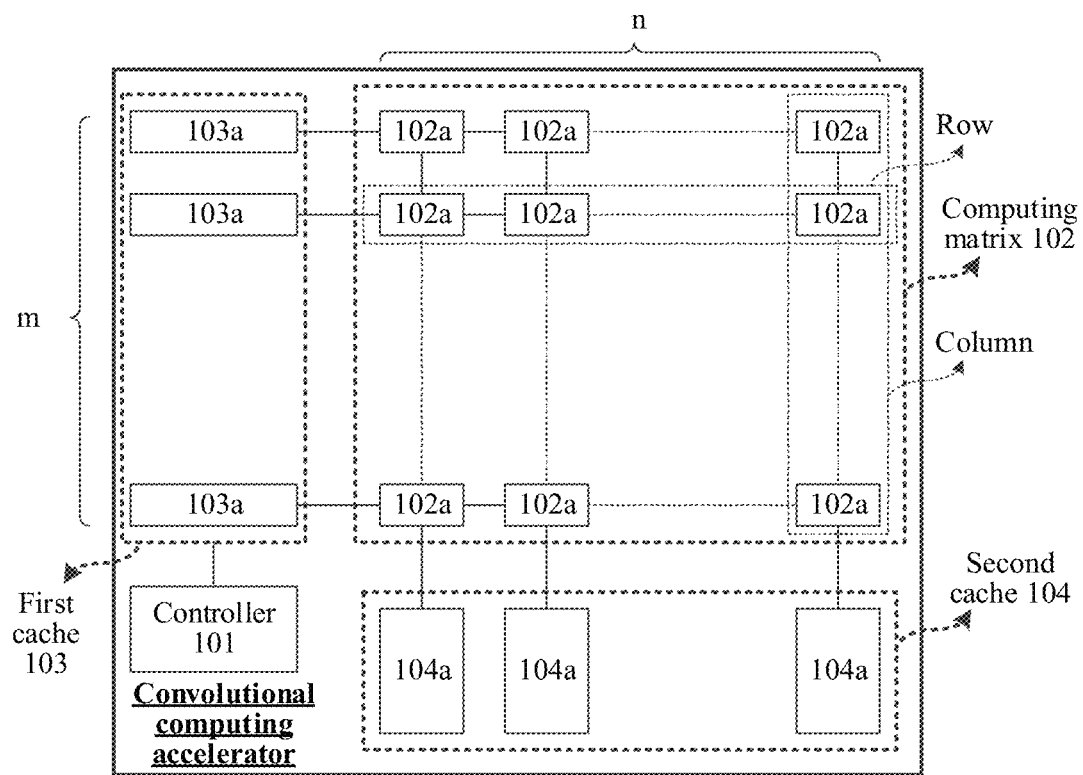 n
103a 102a 102a 102a
Row
103a 102a 102a 102a
Computing
matrix 102
m
Column
103a 102a 102a 102a
First
cache
103
Controller
101
Second
cache 104
104a 104a 104a
Convolutional
computing
accelerator